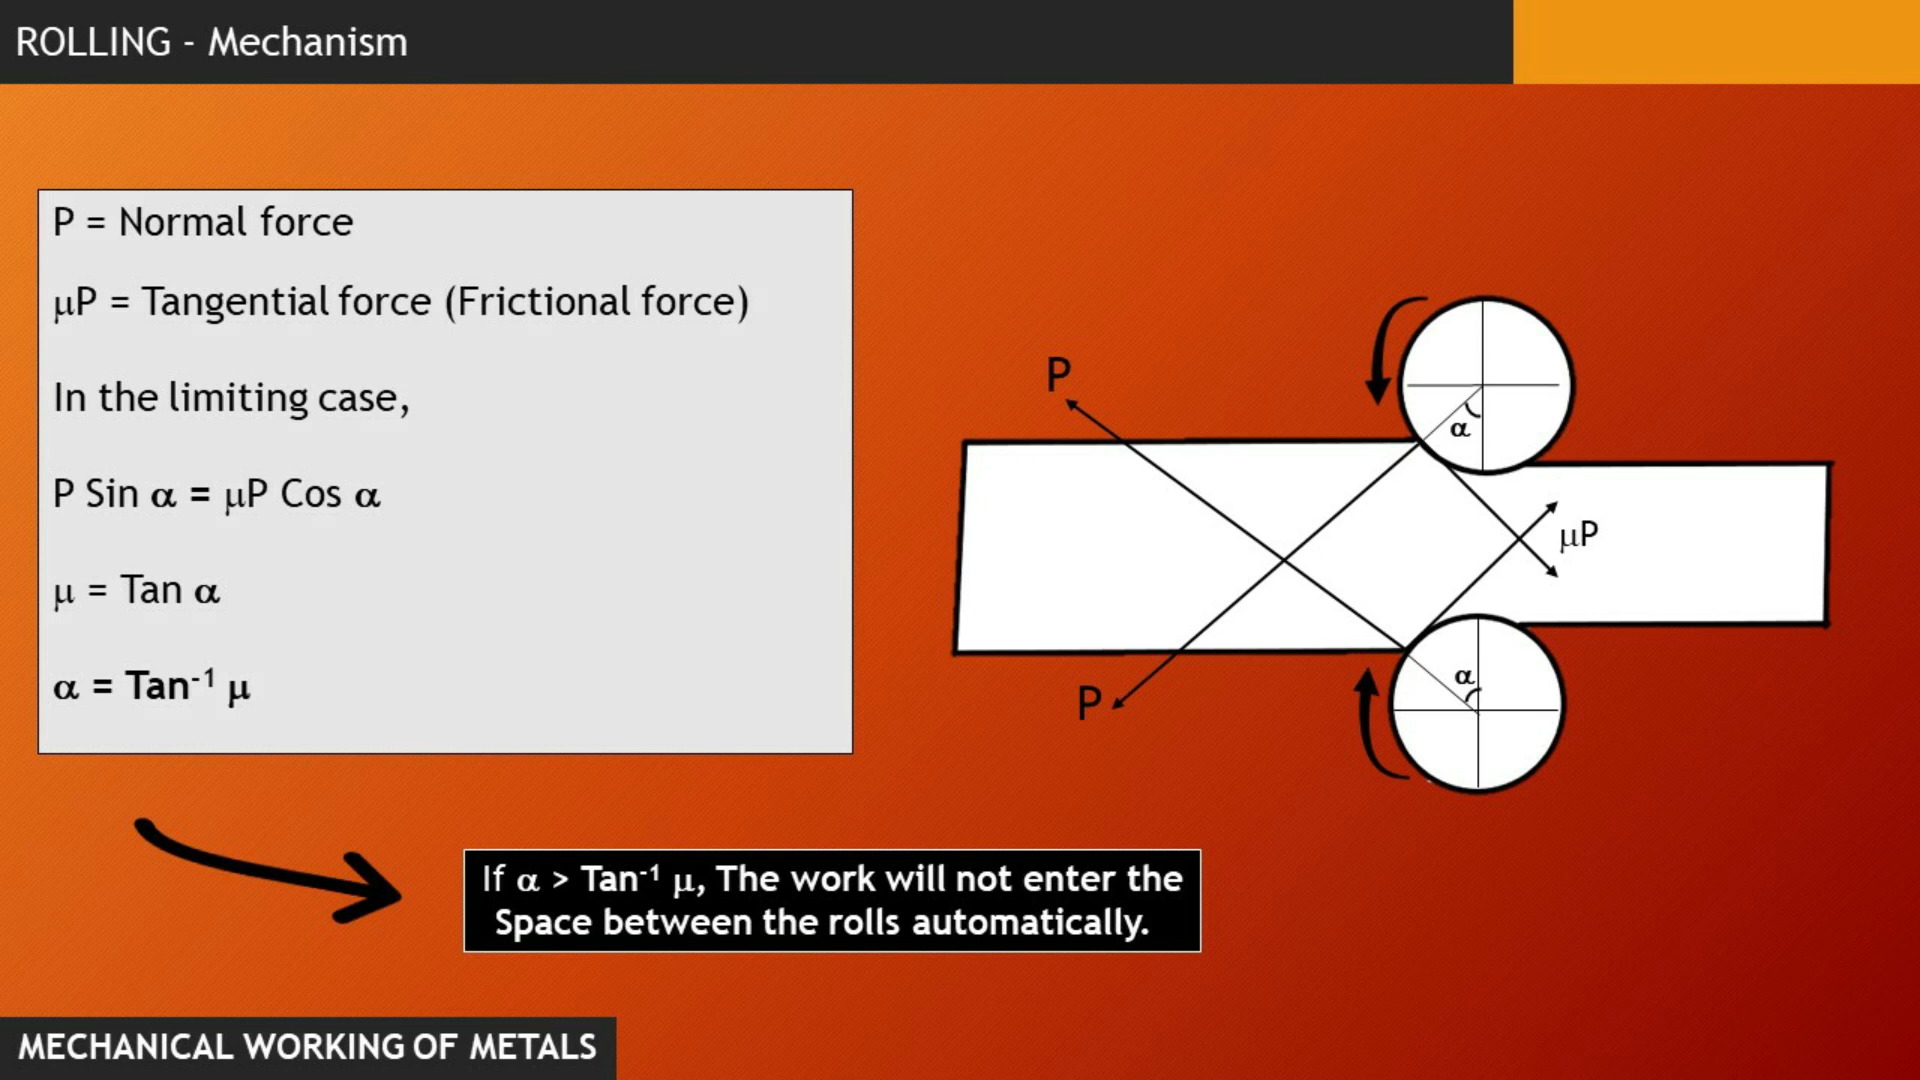 ROLLING - Mechanism
P = Normal force
μP = Tangential force (Frictional force)
In the limiting case,
P Sin α = μP Cos α
μ = Tan α
α = Tan⁻¹ μ
P
α
μP
α
P
If α > Tan⁻¹ μ, The work will not enter the
Space between the rolls automatically.
MECHANICAL WORKING OF METALS